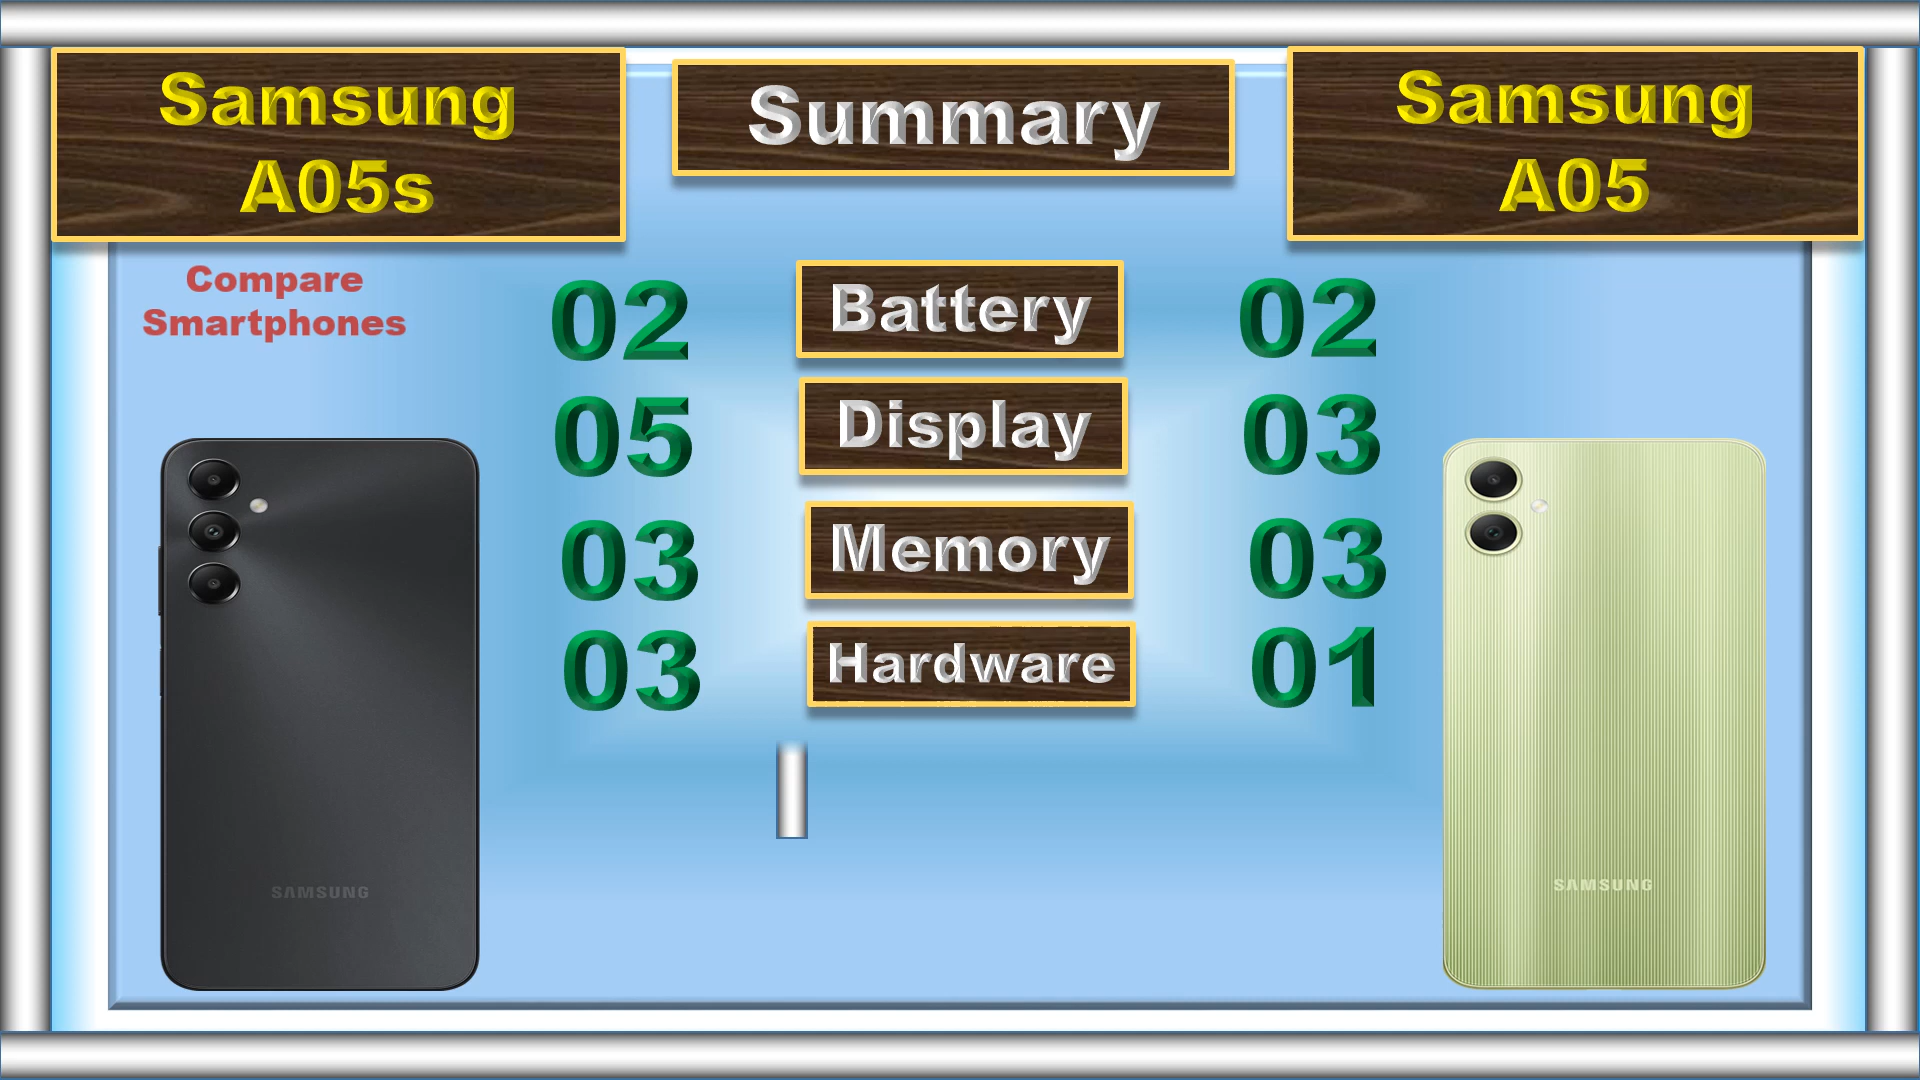 Samsung
A05s
Summary
Samsung
A05
Compare
Smartphones
02 Battery 02
05 Display 03
03 Memory 03
03 Hardware 01
SAMSUNG
SAMSUNG